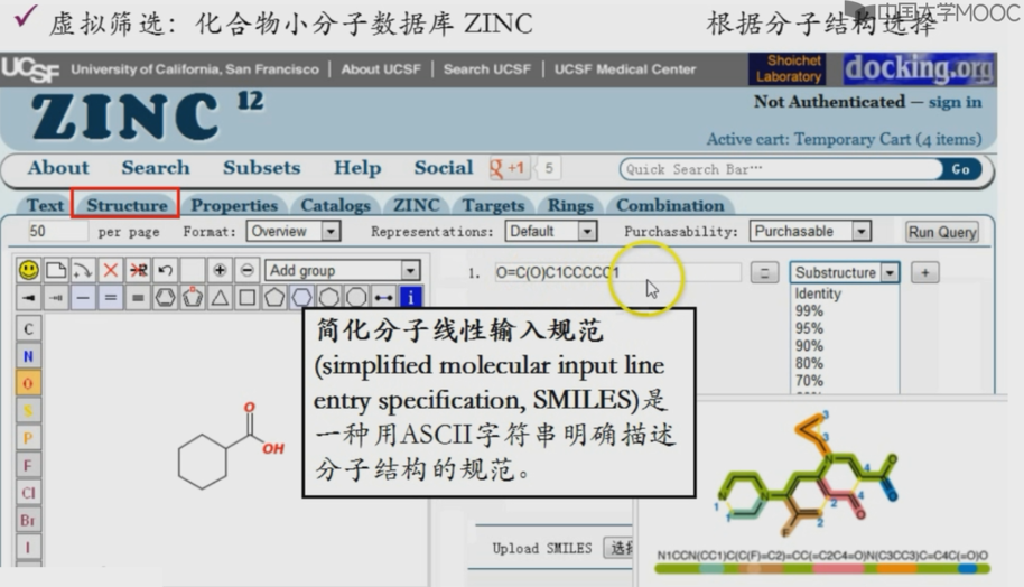 ✓ 虚拟筛选：化合物小分子数据库 ZINC
根据分子结构选择
中国大学MOOC
UCSF University of California, San Francisco | About UCSF | Search UCSF | UCSF Medical Center
Shoichet
Laboratory
docking.org
ZINC 12
Not Authenticated — sign in
Active cart: Temporary Cart (4 items)
About Search Subsets Help Social +1 5
Quick Search Bar... Go
Text Structure Properties Catalogs ZINC Targets Rings Combination
50 per page Format: Overview Representations: Default Purchasability: Purchasable Run Query
Add group
1. O=C(O)C1CCCCC1 Substructure +
Identity
99%
95%
90%
80%
70%
i
C
N
O
S
P
F
Cl
Br
I
O
OH
简化分子线性输入规范
(simplified molecular input line
entry specification, SMILES)是
一种用ASCII字符串明确描述
分子结构的规范。
Upload SMILES
3
3
N
4
O
N
N
4
O
1
1
2
F
2
N1CCN(CC1)C(C(F)=C2)=CC(=C2C4=O)N(C3CC3)C=C4C(=O)O